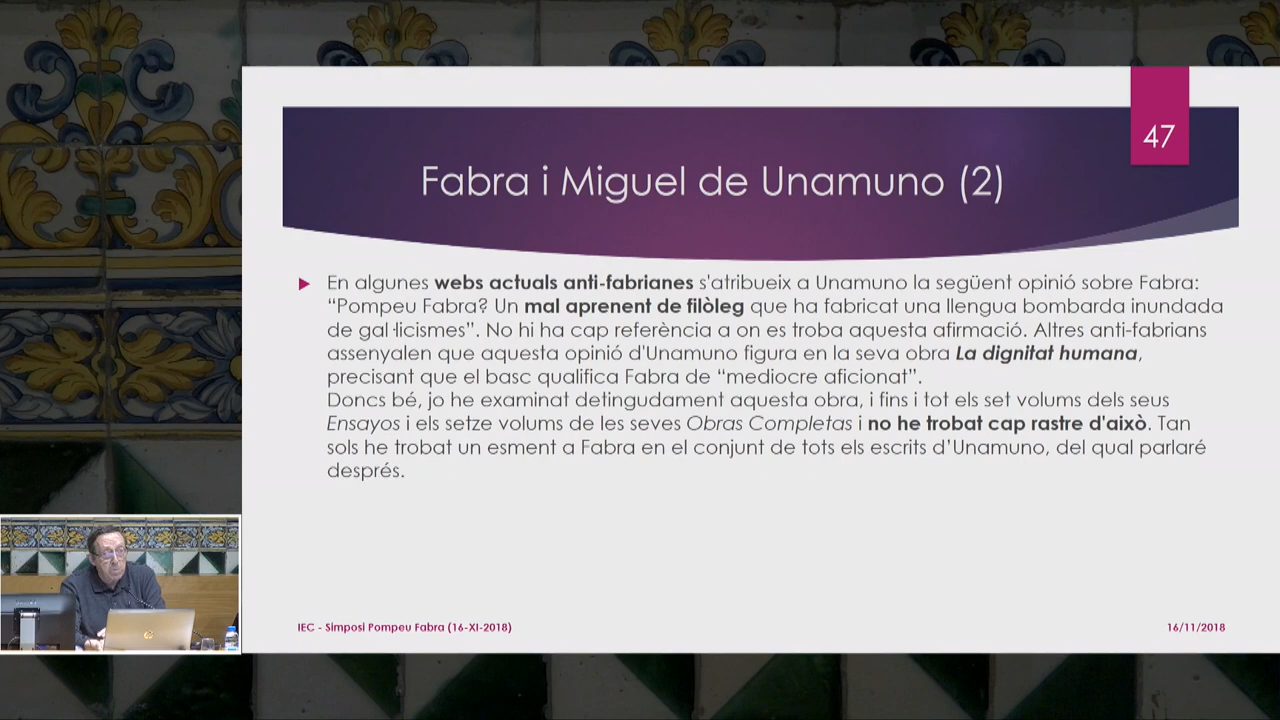 47
Fabra i Miguel de Unamuno (2)
En algunes webs actuals anti-fabrianes s'atribueix a Unamuno la següent opinió sobre Fabra:
“Pompeu Fabra? Un mal aprenent de filòleg que ha fabricat una llengua bombarda inundada
de gal·licismes”. No hi ha cap referència a on es troba aquesta afirmació. Altres anti-fabrians
assenyalen que aquesta opinió d'Unamuno figura en la seva obra La dignitat humana,
precisant que el basc qualifica Fabra de “mediocre aficionat”.
Doncs bé, jo he examinat detingudament aquesta obra, i fins i tot els set volums dels seus
Ensayos i els setze volums de les seves Obras Completas i no he trobat cap rastre d'això. Tan
sols he trobat un esment a Fabra en el conjunt de tots els escrits d’Unamuno, del qual parlaré
després.
IEC - Simposi Pompeu Fabra (16-XI-2018)
16/11/2018